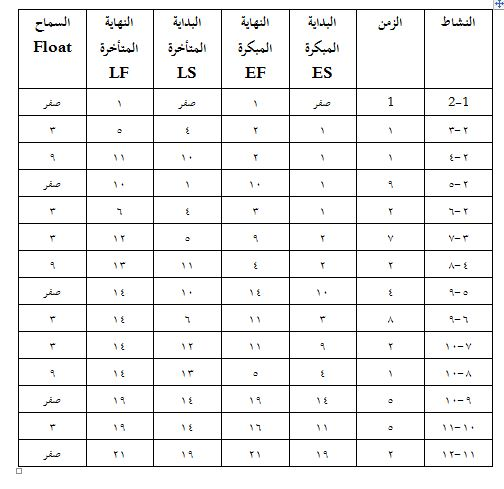 النشاط الزمن البداية النهاية البداية النهاية السماح
المبكرة المبكرة المتأخرة المتأخرة Float
ES EF LS LF
1-2 1 صفر ١ صفر ١ صفر
٢-٣ ١ ١ ٢ ٤ ٥ ٣
٢-٤ ١ ١ ٢ ١٠ ١١ ٩
٢-٥ ٩ ١ ١٠ ١ ١٠ صفر
٢-٦ ٢ ١ ٣ ٤ ٦ ٣
٣-٧ ٧ ٢ ٩ ٥ ١٢ ٣
٤-٨ ٢ ٢ ٤ ١١ ١٣ ٩
٥-٩ ٤ ١٠ ١٤ ١٠ ١٤ صفر
٦-٩ ٨ ٣ ١١ ٦ ١٤ ٣
٧-١٠ ٢ ٩ ١١ ١٢ ١٤ ٣
٨-١٠ ١ ٤ ٥ ١٣ ١٤ ٩
٩-١٠ ٥ ١٤ ١٩ ١٤ ١٩ صفر
١٠-١١ ٥ ١١ ١٦ ١٤ ١٩ ٣
١١-١٢ ٢ ١٩ ٢١ ١٩ ٢١ صفر